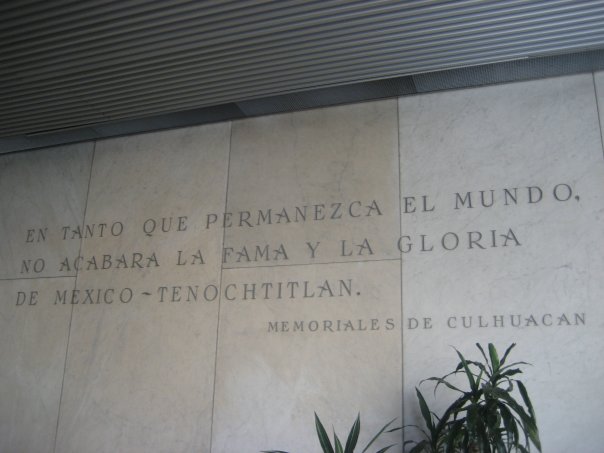 EN TANTO QUE PERMANEZCA EL MUNDO,
NO ACABARA LA FAMA Y LA GLORIA
DE MEXICO-TENOCHTITLAN.
MEMORIALES DE CULHUACAN